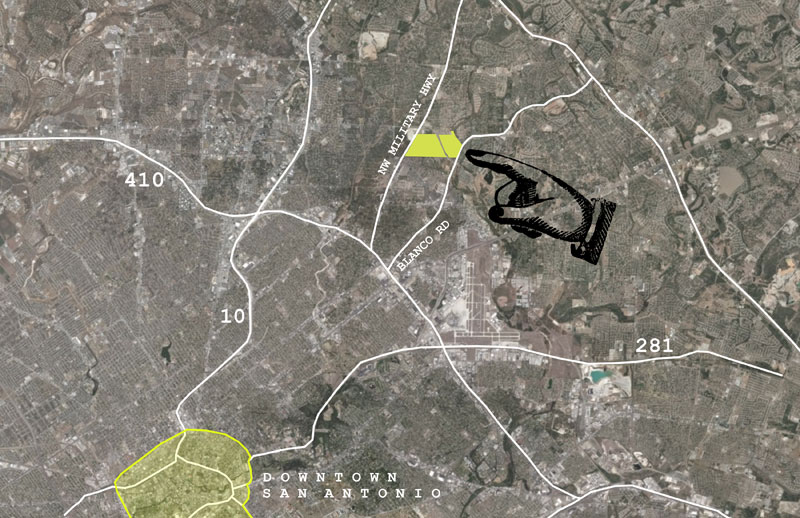 NW MILITARY HWY
410
BLANCO RD
10
281
DOWNTOWN
SAN ANTONIO